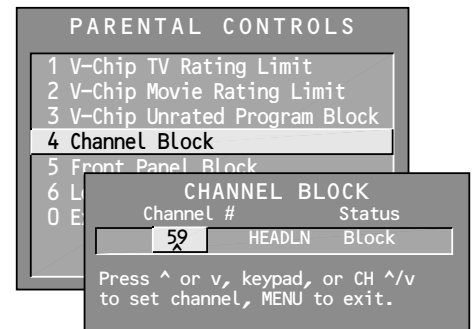 PARENTAL CONTROLS
1 V-Chip TV Rating Limit
2 V-Chip Movie Rating Limit
3 V-Chip Unrated Program Block
4 Channel Block
5 Front Panel Block
6
0
CHANNEL BLOCK
Channel # Status
59 HEADLN Block
Press ^ or v, keypad, or CH ^/v
to set channel, MENU to exit.